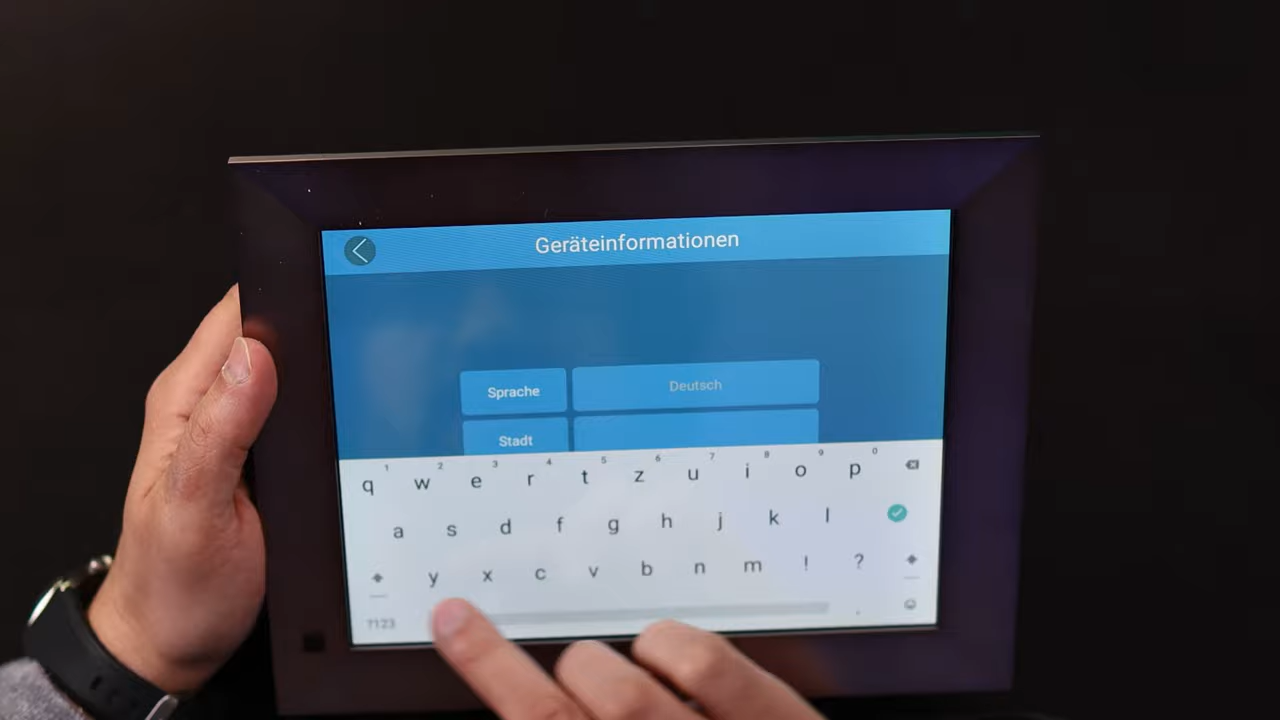 Geräteinformationen
Sprache Deutsch
Stadt
1 2 3 4 5 6 7 8 9 0
q w e r t z u i o p
a s d f g h j k l
y x c v b n m ! ?
?123 .